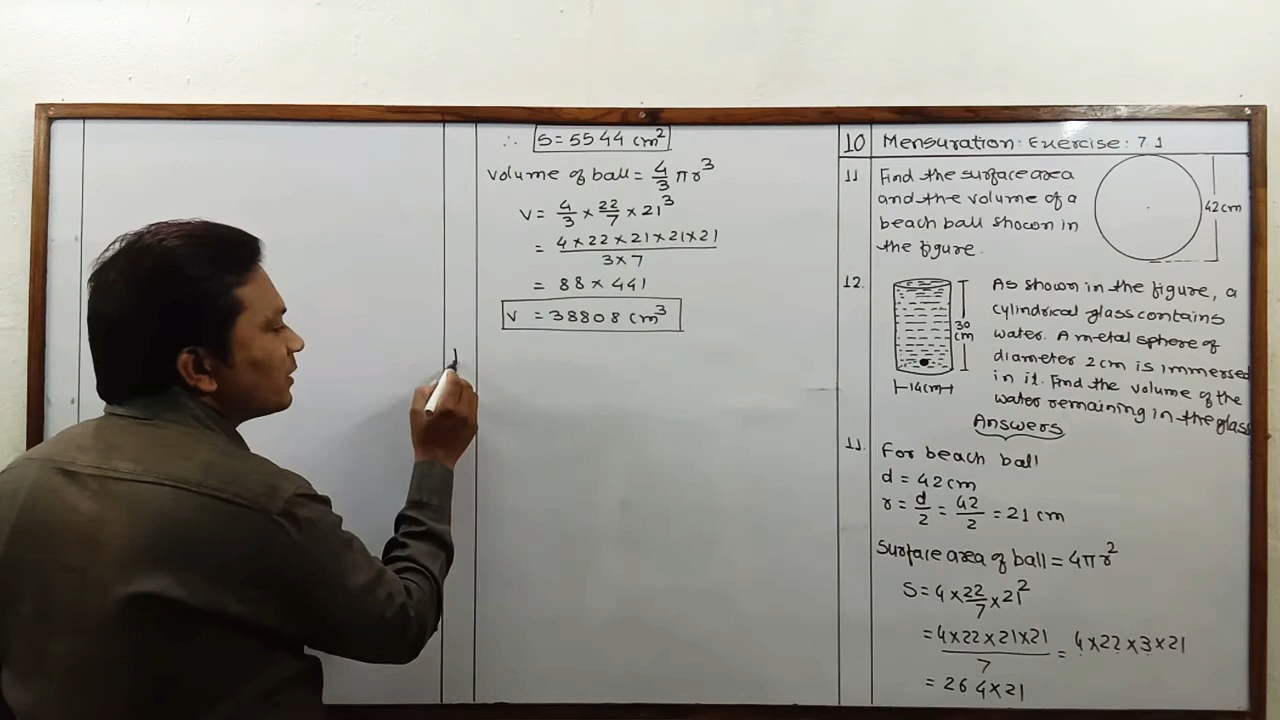 10 Mensuration: Exercise: 7.1
11. Find the surface area
and the volume of a
beach ball shown in
the figure.
42cm
12. As shown in the figure, a
cylindrical glass contains
water. A metal sphere of
diameter 2 cm is immersed
in it. Find the volume of the
water remaining in the glass
30
cm
14cm
Answers
11. For beach ball
d = 42cm
r = d/2 = 42/2 = 21 cm
Surface area of ball = 4πr²
S = 4 × 22/7 × 21²
= 4×22×21×21/7 = 4×22×3×21
= 264×21
∴ S = 5544 cm²
Volume of ball = 4/3 πr³
V = 4/3 × 22/7 × 21³
= 4×22×21×21×21/3×7
= 88 × 441
V = 38808 cm³
1